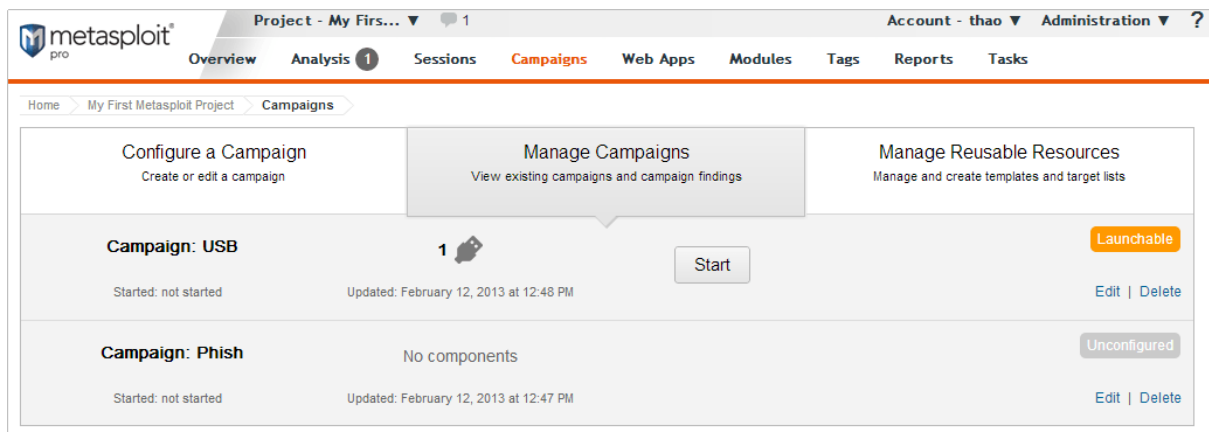 metasploit®
pro
Project - My Firs... ▼ 1 Account - thao ▼ Administration ▼ ?
Overview Analysis 1 Sessions Campaigns Web Apps Modules Tags Reports Tasks
Home My First Metasploit Project Campaigns
Configure a Campaign
Create or edit a campaign
Manage Campaigns
View existing campaigns and campaign findings
Manage Reusable Resources
Manage and create templates and target lists
Campaign: USB 1 Start Launchable
Started: not started Updated: February 12, 2013 at 12:48 PM Edit | Delete
Campaign: Phish No components Unconfigured
Started: not started Updated: February 12, 2013 at 12:47 PM Edit | Delete